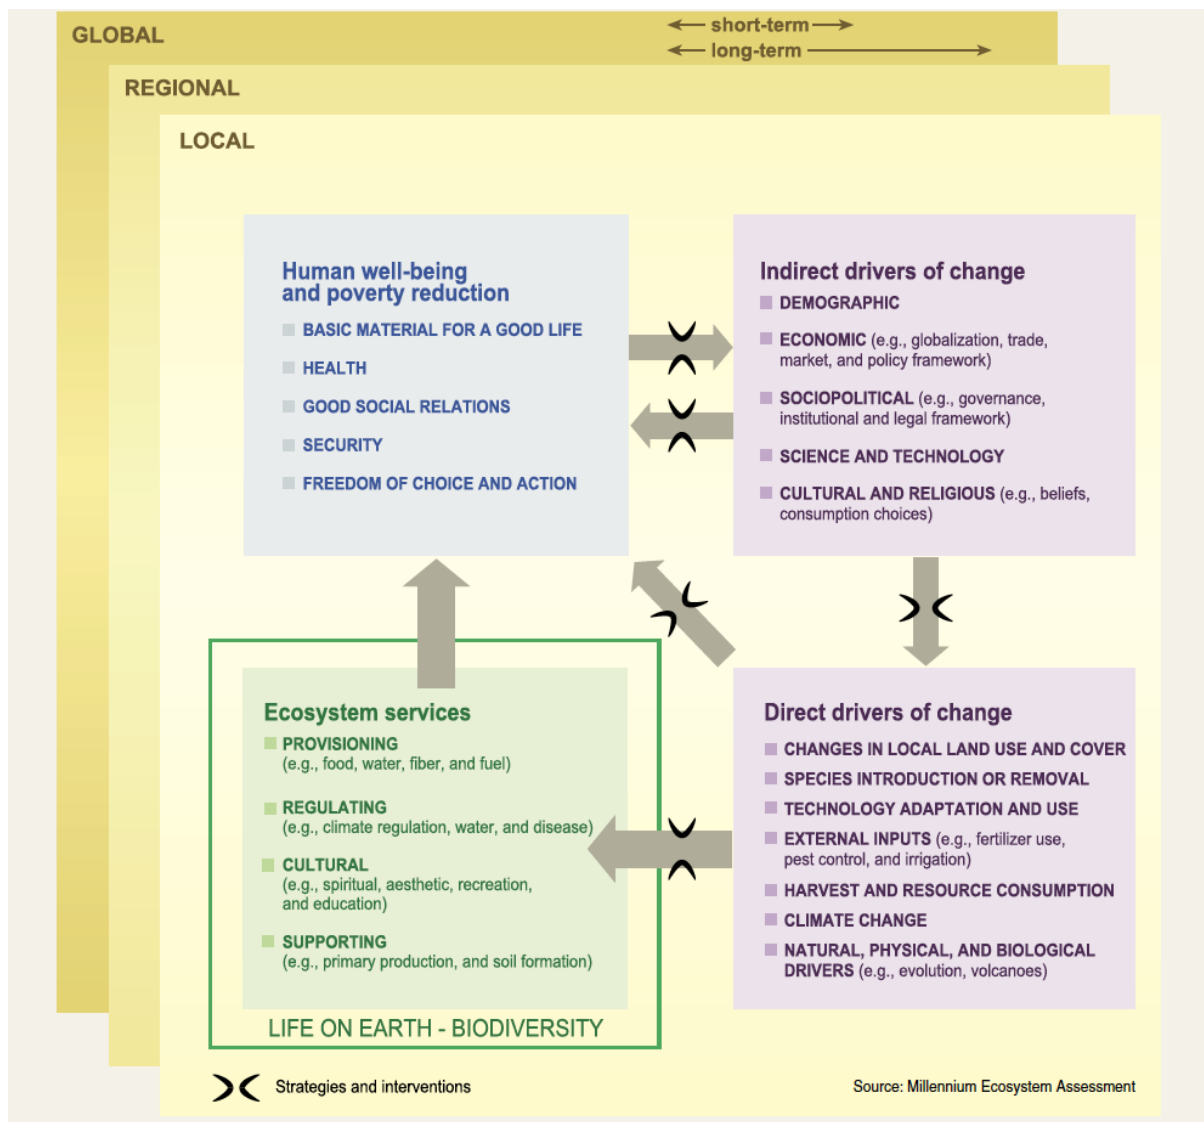 GLOBAL
short-term
long-term
REGIONAL
LOCAL
Human well-being
and poverty reduction
BASIC MATERIAL FOR A GOOD LIFE
HEALTH
GOOD SOCIAL RELATIONS
SECURITY
FREEDOM OF CHOICE AND ACTION
Indirect drivers of change
DEMOGRAPHIC
ECONOMIC (e.g., globalization, trade,
market, and policy framework)
SOCIOPOLITICAL (e.g., governance,
institutional and legal framework)
SCIENCE AND TECHNOLOGY
CULTURAL AND RELIGIOUS (e.g., beliefs,
consumption choices)
Ecosystem services
PROVISIONING
(e.g., food, water, fiber, and fuel)
REGULATING
(e.g., climate regulation, water, and disease)
CULTURAL
(e.g., spiritual, aesthetic, recreation,
and education)
SUPPORTING
(e.g., primary production, and soil formation)
LIFE ON EARTH - BIODIVERSITY
Direct drivers of change
CHANGES IN LOCAL LAND USE AND COVER
SPECIES INTRODUCTION OR REMOVAL
TECHNOLOGY ADAPTATION AND USE
EXTERNAL INPUTS (e.g., fertilizer use,
pest control, and irrigation)
HARVEST AND RESOURCE CONSUMPTION
CLIMATE CHANGE
NATURAL, PHYSICAL, AND BIOLOGICAL
DRIVERS (e.g., evolution, volcanoes)
Strategies and interventions
Source: Millennium Ecosystem Assessment